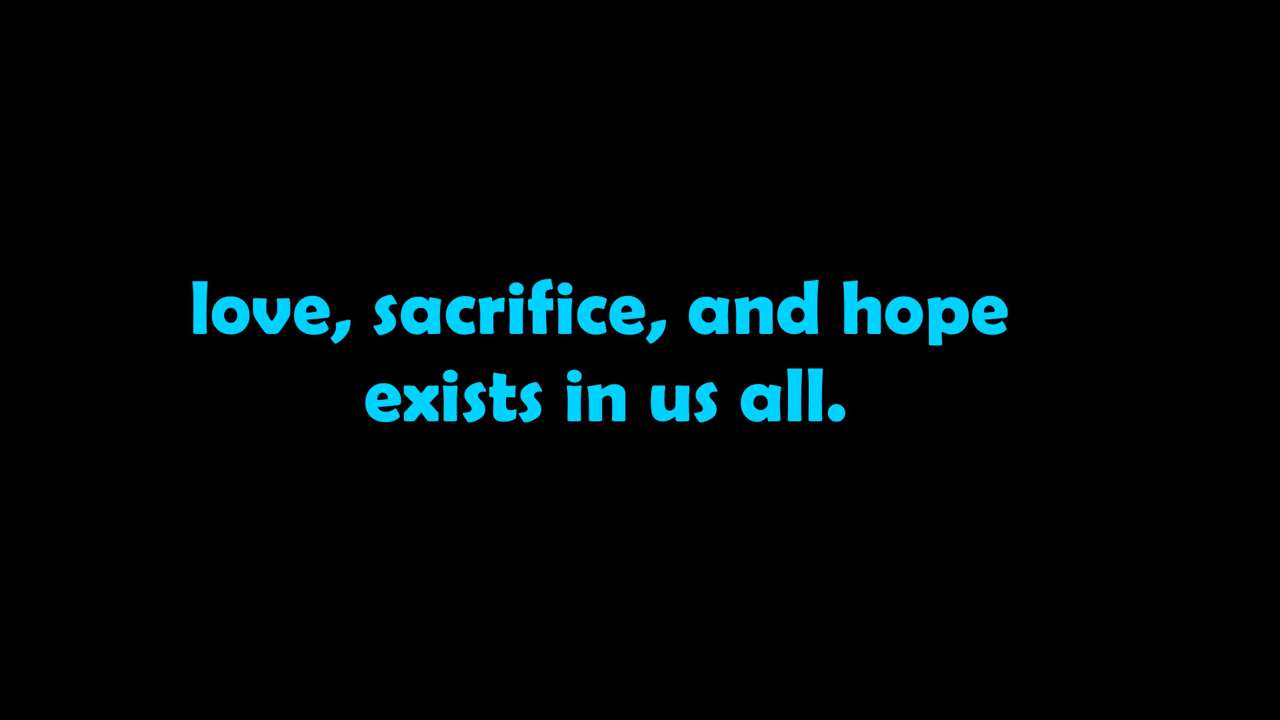 love, sacrifice, and hope
exists in us all.